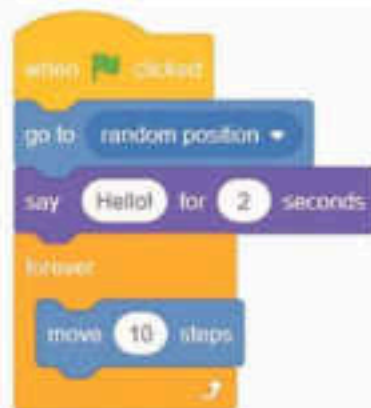 when clicked
go to random position
say Hello! for 2 seconds
forever
move 10 steps